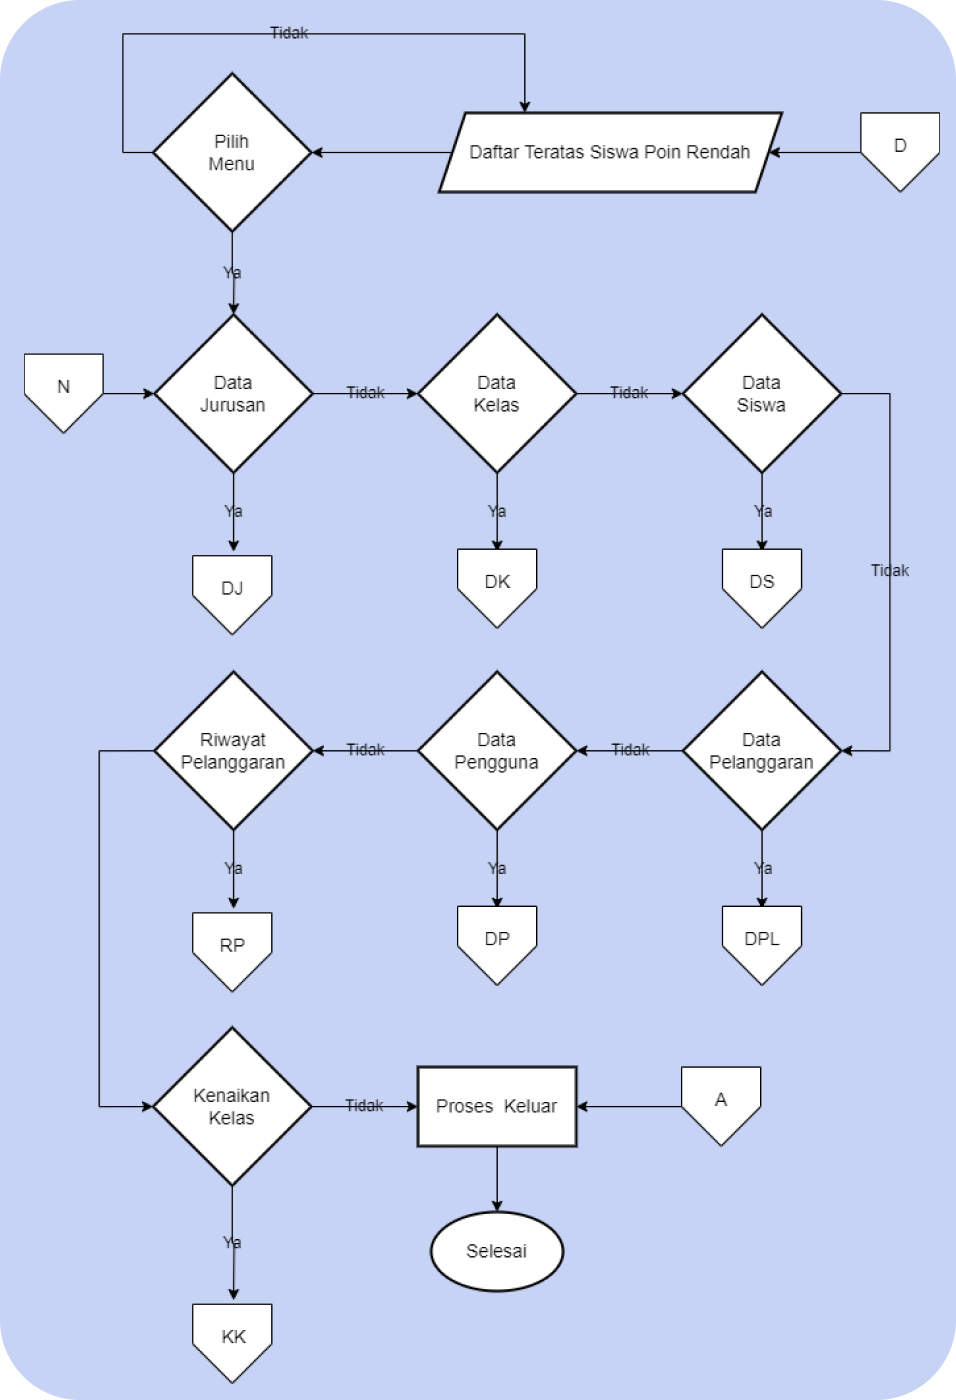 Tidak
Pilih
Menu
Daftar Teratas Siswa Poin Rendah
D
Ya
N
Data
Jurusan
Tidak
Data
Kelas
Tidak
Data
Siswa
Ya
Ya
Ya
Tidak
DJ
DK
DS
Riwayat
Pelanggaran
Tidak
Data
Pengguna
Tidak
Data
Pelanggaran
Ya
Ya
Ya
RP
DP
DPL
Kenaikan
Kelas
Tidak
Proses Keluar
A
Ya
Selesai
KK